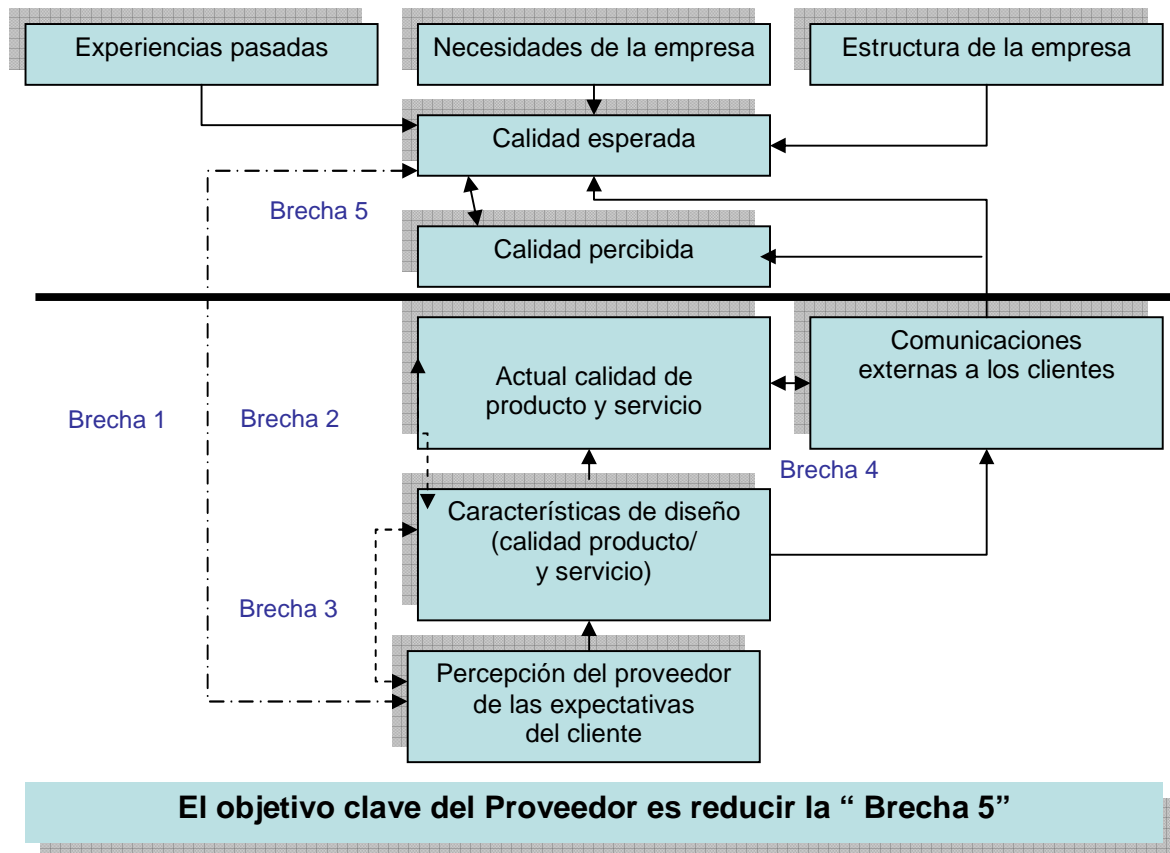 Experiencias pasadas
Necesidades de la empresa
Estructura de la empresa
Calidad esperada
Brecha 5
Calidad percibida
Comunicaciones
externas a los clientes
Actual calidad de
producto y servicio
Brecha 1
Brecha 2
Brecha 4
Características de diseño
(calidad producto/
y servicio)
Brecha 3
Percepción del proveedor
de las expectativas
del cliente
El objetivo clave del Proveedor es reducir la “ Brecha 5”